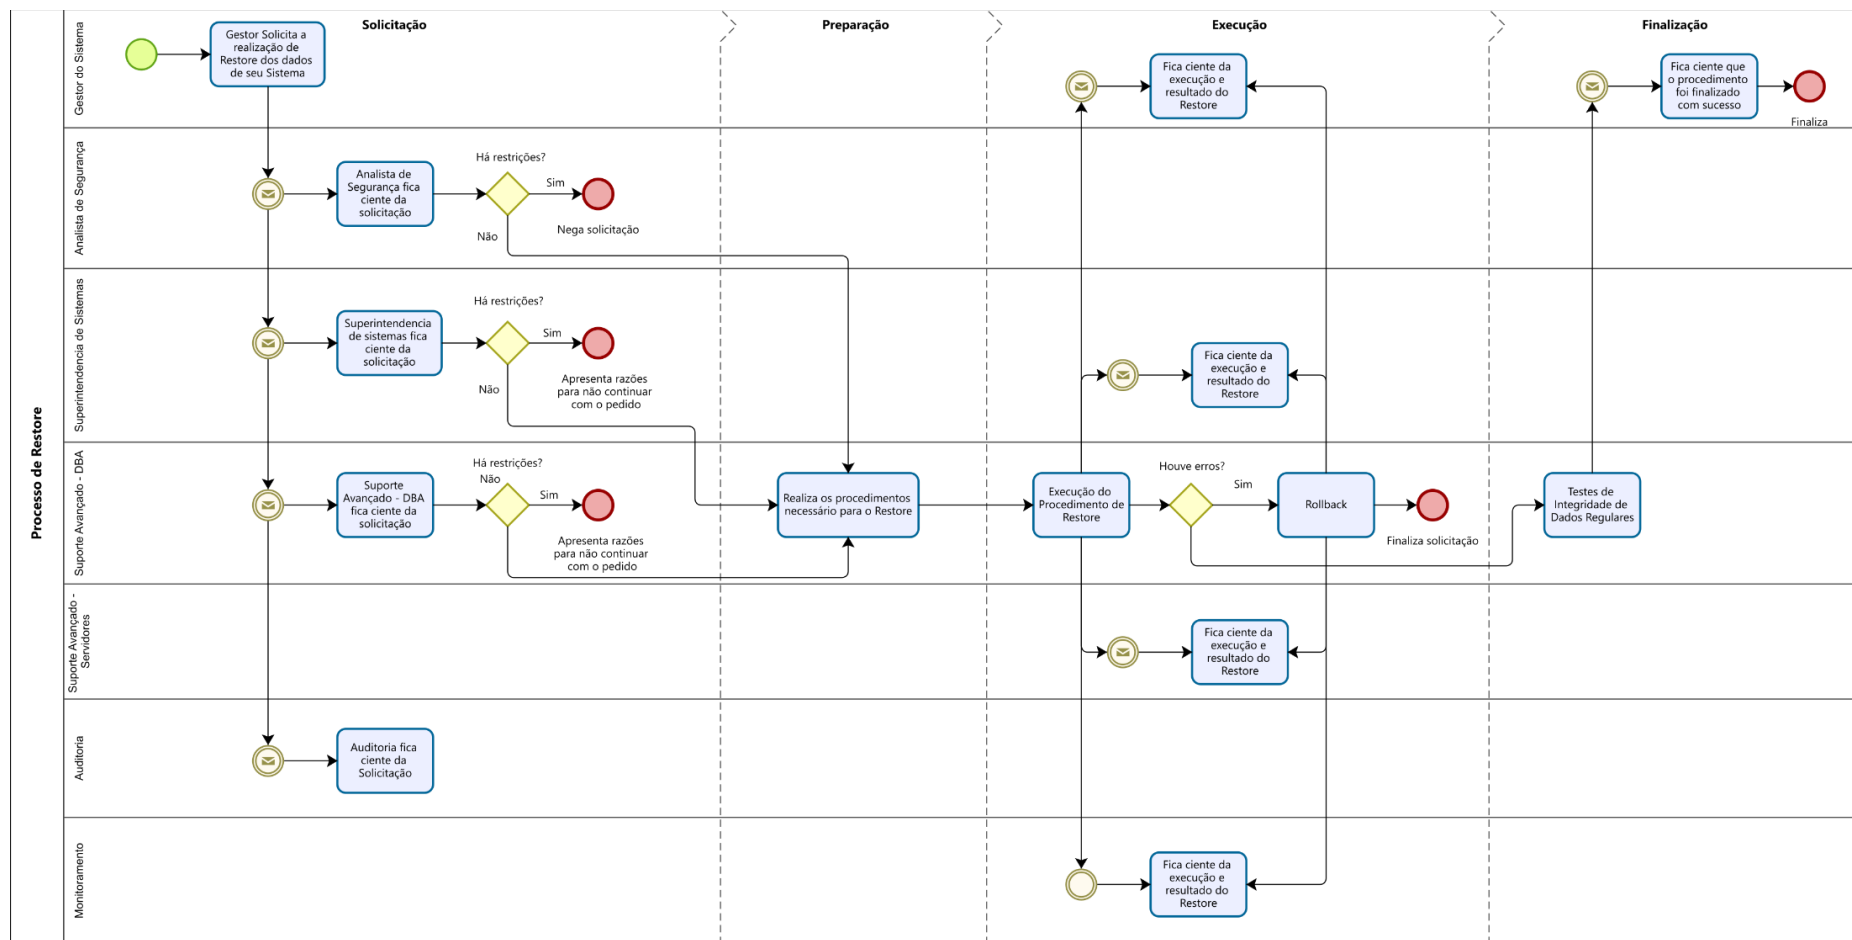 Processo de Restore
Solicitação
Preparação
Execução
Finalização
Gestor do Sistema
Gestor Solicita a
realização de
Restore dos dados
de seu Sistema
Fica ciente da
execução e
resultado do
Restore
Fica ciente que
o procedimento
foi finalizado
com sucesso
Finaliza
Analista de Segurança
Analista de
Segurança fica
ciente da
solicitação
Há restrições?
Sim
Nega solicitação
Não
Superintendencia de Sistemas
Superintendencia
de sistemas fica
ciente da
solicitação
Há restrições?
Sim
Apresenta razões
para não continuar
com o pedido
Não
Fica ciente da
execução e
resultado do
Restore
Suporte Avançado - DBA
Suporte
Avançado - DBA
fica ciente da
solicitação
Há restrições?
Não
Sim
Apresenta razões
para não continuar
com o pedido
Realiza os procedimentos
necessário para o Restore
Execução do
Procedimento de
Restore
Houve erros?
Sim
Rollback
Finaliza solicitação
Testes de
Integridade de
Dados Regulares
Suporte Avançado -
Servidores
Fica ciente da
execução e
resultado do
Restore
Auditoria
Auditoria fica
ciente da
Solicitação
Monitoramento
Fica ciente da
execução e
resultado do
Restore